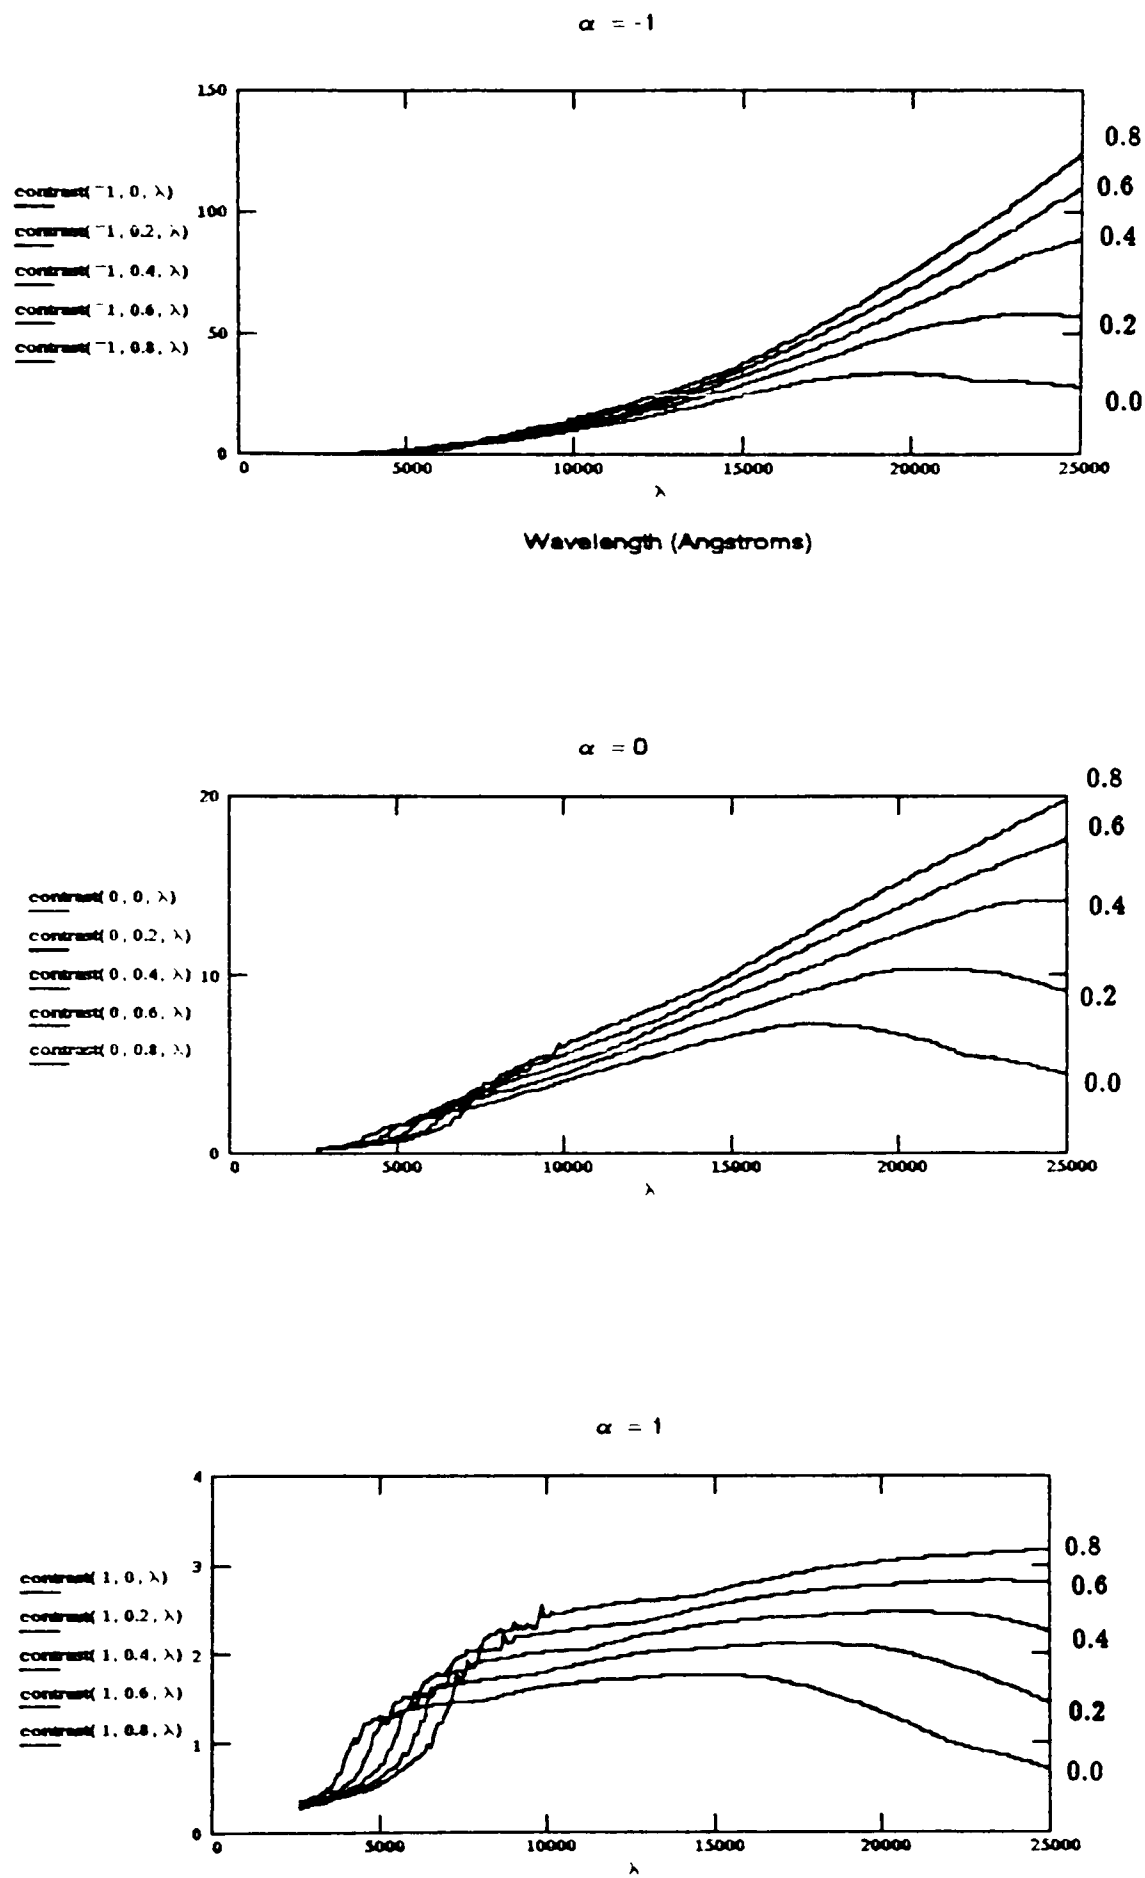 α = -1
150
100
50
0
contrast(¯1, 0, λ)
contrast(¯1, 0.2, λ)
contrast(¯1, 0.4, λ)
contrast(¯1, 0.6, λ)
contrast(¯1, 0.8, λ)
0.8
0.6
0.4
0.2
0.0
0 5000 10000 15000 20000 25000
λ
Wavelength (Angstroms)
α = 0
20
10
0
contrast(0, 0, λ)
contrast(0, 0.2, λ)
contrast(0, 0.4, λ)
contrast(0, 0.6, λ)
contrast(0, 0.8, λ)
0.8
0.6
0.4
0.2
0.0
0 5000 10000 15000 20000 25000
λ
α = 1
4
3
2
1
0
contrast(1, 0, λ)
contrast(1, 0.2, λ)
contrast(1, 0.4, λ)
contrast(1, 0.6, λ)
contrast(1, 0.8, λ)
0.8
0.6
0.4
0.2
0.0
0 5000 10000 15000 20000 25000
λ